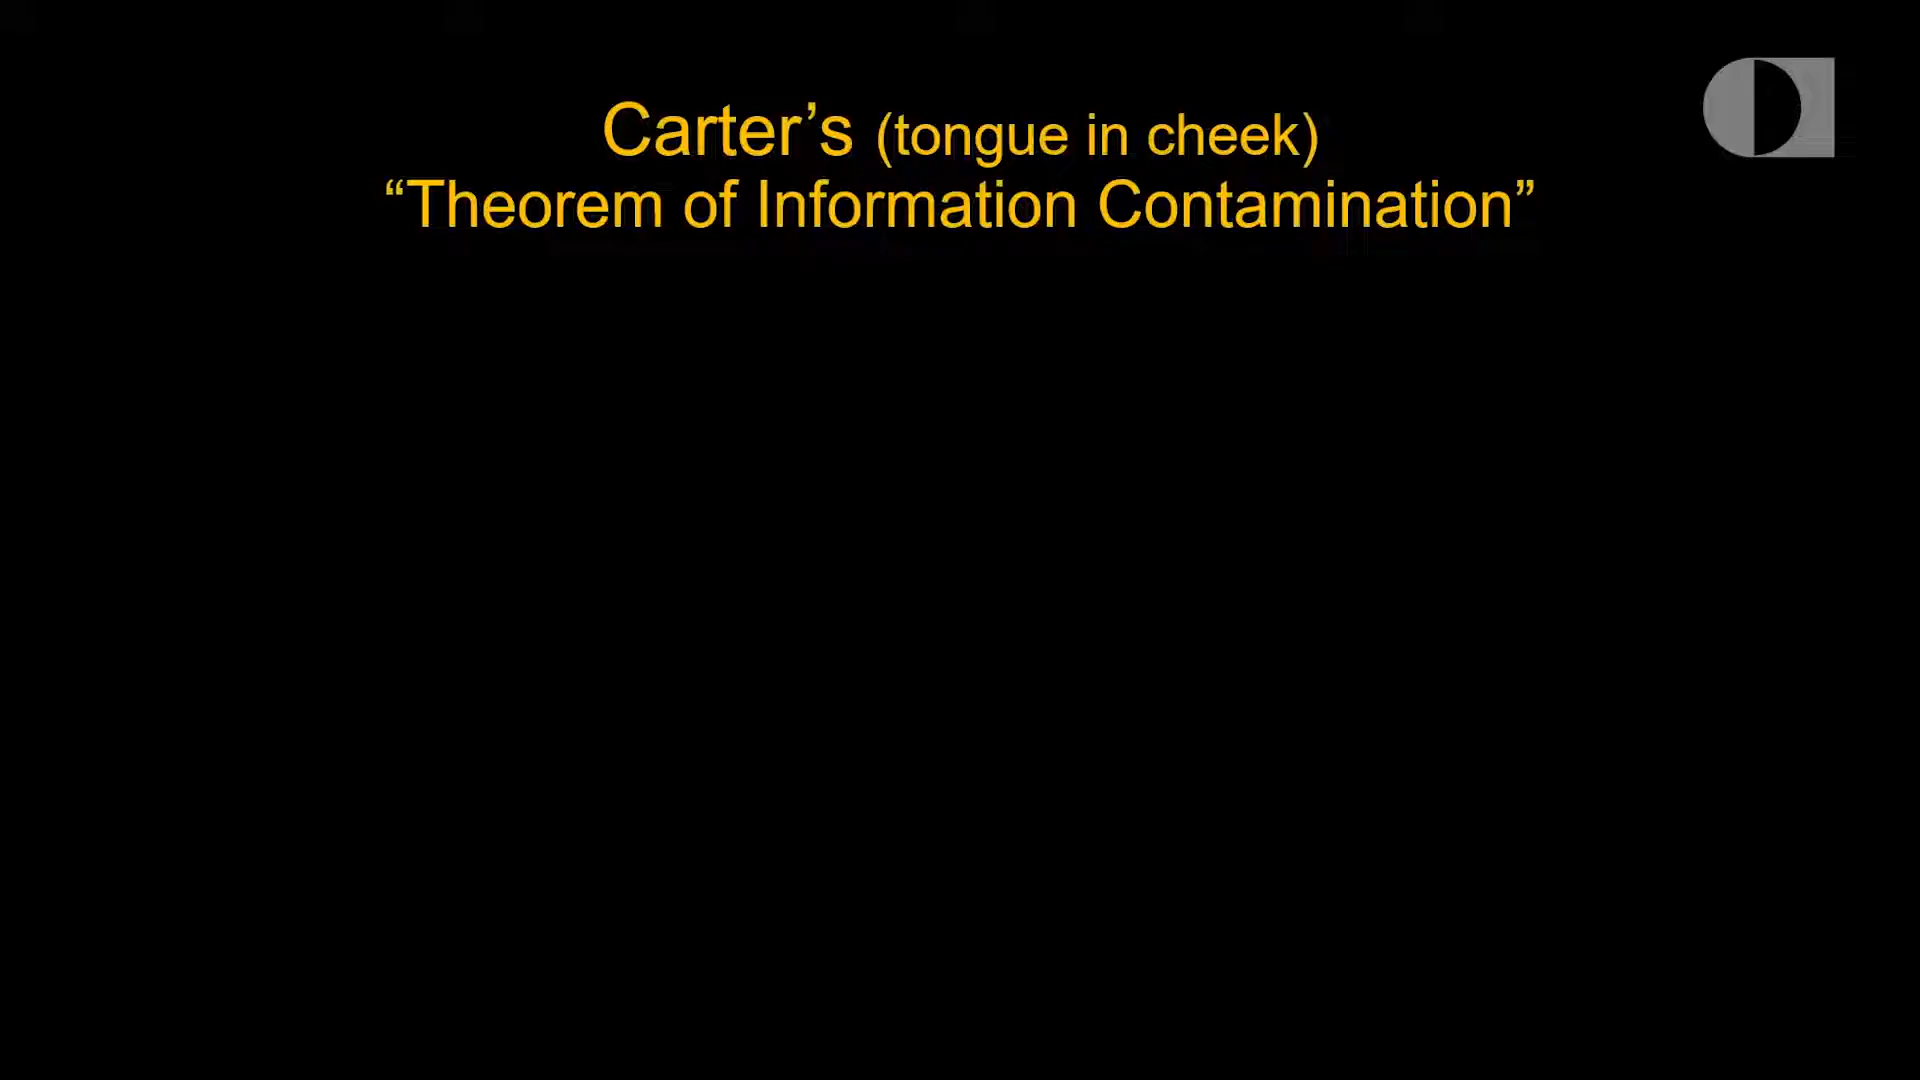 Carter’s (tongue in cheek)
“Theorem of Information Contamination”